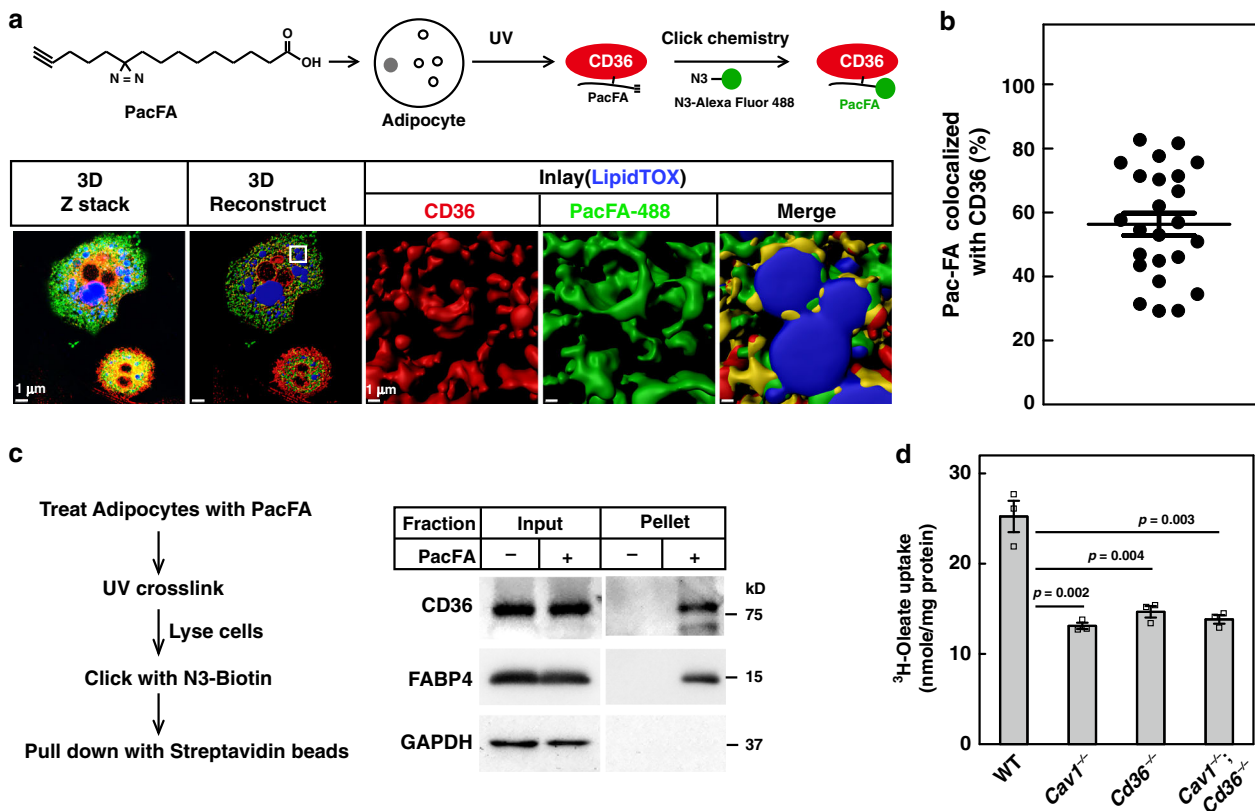 a
UV
Click chemistry
O
OH
N=N
PacFA
Adipocyte
CD36
PacFA
N3
N3-Alexa Fluor 488
CD36
PacFA
3D
Z stack
3D
Reconstruct
Inlay(LipidTOX)
CD36
PacFA-488
Merge
1 μm
1 μm
b
Pac-FA colocalized
with CD36 (%)
100
80
60
40
20
0
c
Treat Adipocytes with PacFA
UV crosslink
Lyse cells
Click with N3-Biotin
Pull down with Streptavidin beads
Fraction Input Pellet
PacFA – + – +
kD
CD36
75
FABP4
15
GAPDH
37
d
³H-Oleate uptake
(nmole/mg protein)
30
20
10
0
p = 0.003
p = 0.004
p = 0.002
WT
Cav1⁻/⁻
Cd36⁻/⁻
Cav1⁻/⁻;
Cd36⁻/⁻